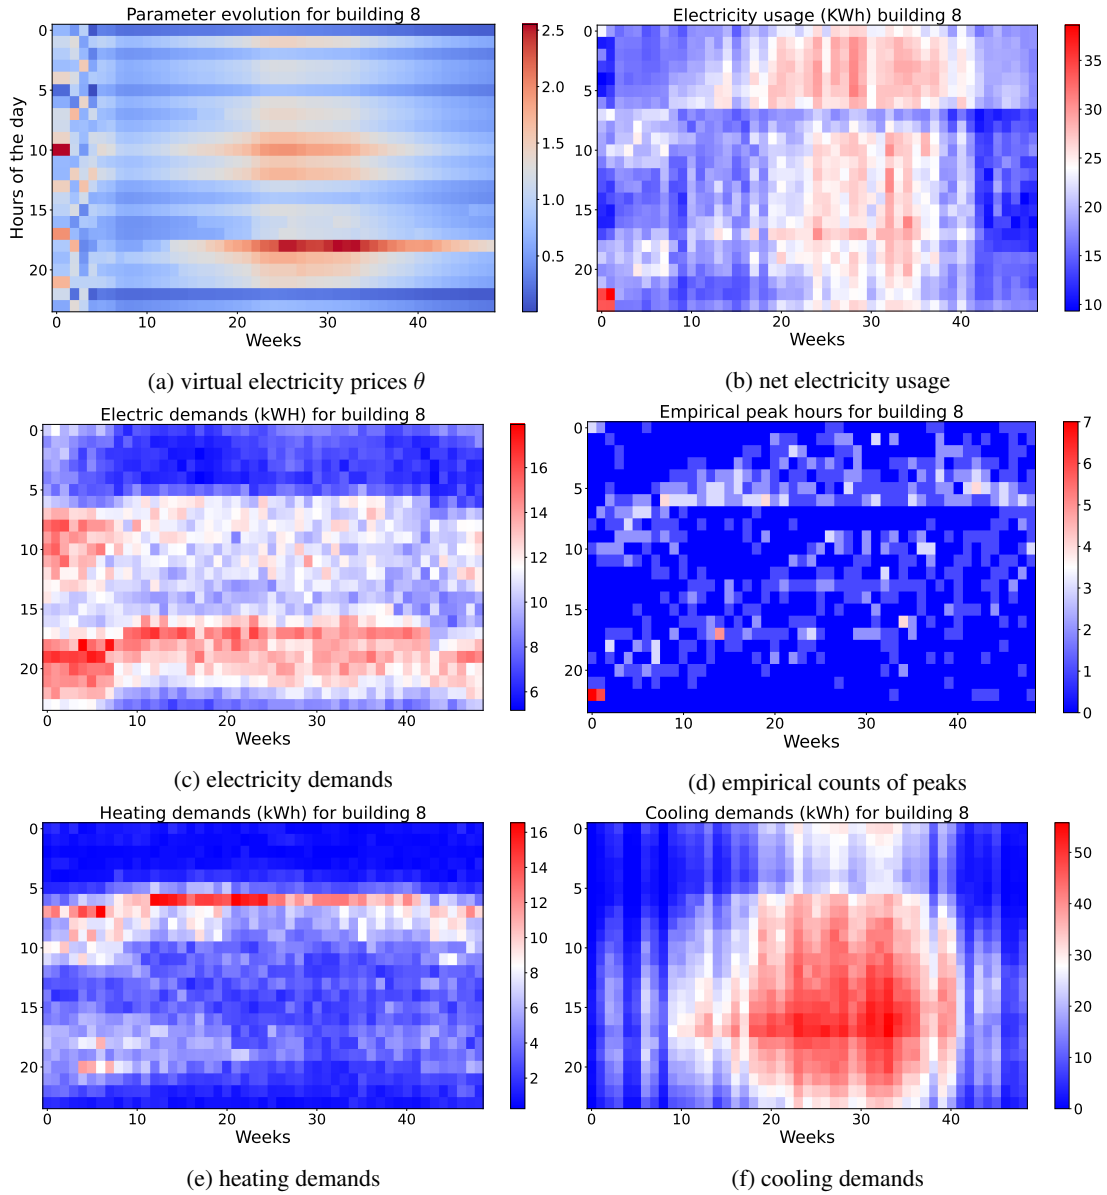 Parameter evolution for building 8
Hours of the day
0
5
10
15
20
0 10 20 30 40
Weeks
2.5
2.0
1.5
1.0
0.5
(a) virtual electricity prices θ
Electricity usage (KWh) building 8
0
5
10
15
20
0 10 20 30 40
Weeks
35
30
25
20
15
10
(b) net electricity usage
Electric demands (kWH) for building 8
0
5
10
15
20
0 10 20 30 40
Weeks
16
14
12
10
8
6
(c) electricity demands
Empirical peak hours for building 8
0
5
10
15
20
0 10 20 30 40
Weeks
7
6
5
4
3
2
1
0
(d) empirical counts of peaks
Heating demands (kWh) for building 8
0
5
10
15
20
0 10 20 30 40
Weeks
16
14
12
10
8
6
4
2
(e) heating demands
Cooling demands (kWh) for building 8
0
5
10
15
20
0 10 20 30 40
Weeks
50
40
30
20
10
0
(f) cooling demands